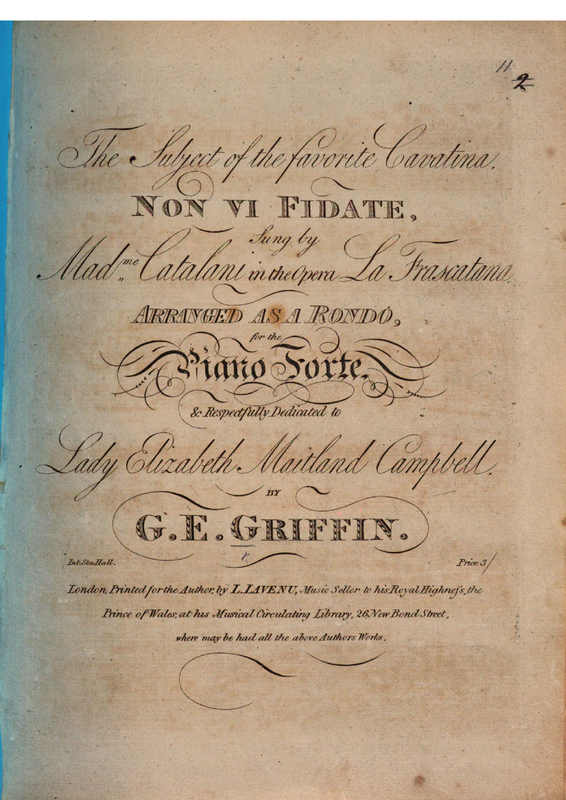 11
2
The Subject of the favorite Cavatina.
NON VI FIDATE,
Sung by
Mad.me Catalani in the Opera La Frascatana,
ARRANGED AS A RONDO,
for the
Piano Forte,
& Respectfully Dedicated to
Lady Elizabeth Maitland Campbell.
BY
G. E. GRIFFIN.
Ent. Sta. Hall. Price 3/
London, Printed for the Author, by L. LAVENU, Music Seller to his Royal Highneſs, the
Prince of Wales, at his Musical Circulating Library, 26, New Bond Street,
where may be had all the above Authors Works.